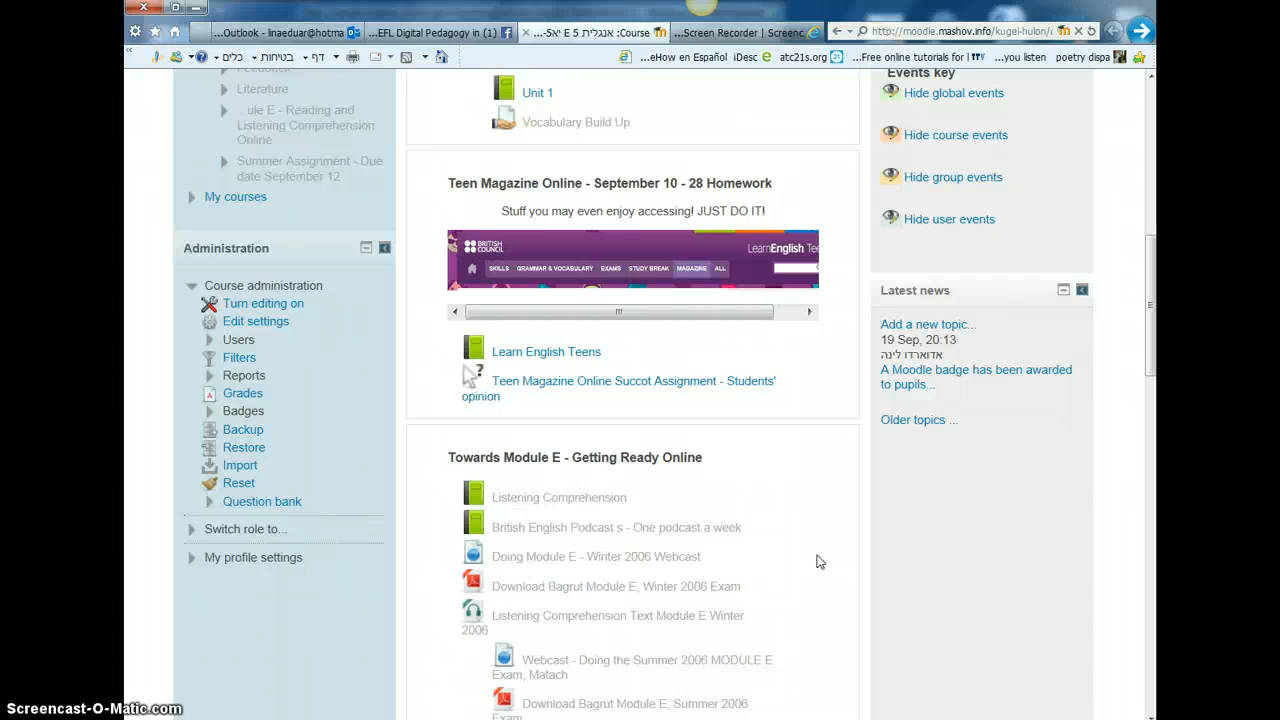 ...Outlook - linaeduar@hotma
...EFL Digital Pedagogy in (1)
...Course: אנגלית 5 E יא5-
...Screen Recorder | Screenc
http://moodle.mashov.info/kugel-hulon/
כלים
בטיחות
דף
...eHow en Español
iDesc
atc21s.org
...Free online tutorials for l
...you listen
poetry dispa
Feedback
Literature
...ule E - Reading and
Listening Comprehension
Online
Summer Assignment - Due
date September 12
My courses
Administration
Course administration
Turn editing on
Edit settings
Users
Filters
Reports
Grades
Badges
Backup
Restore
Import
Reset
Question bank
Switch role to...
My profile settings
Unit 1
Vocabulary Build Up
Teen Magazine Online - September 10 - 28 Homework
Stuff you may even enjoy accessing! JUST DO IT!
BRITISH
COUNCIL
LearnEnglish Tee
SKILLS GRAMMAR & VOCABULARY EXAMS STUDY BREAK MAGAZINE ALL
Learn English Teens
Teen Magazine Online Succot Assignment - Students'
opinion
Towards Module E - Getting Ready Online
Listening Comprehension
British English Podcast s - One podcast a week
Doing Module E - Winter 2006 Webcast
Download Bagrut Module E, Winter 2006 Exam
Listening Comprehension Text Module E Winter
2006
Webcast - Doing the Summer 2006 MODULE E
Exam, Matach
Download Bagrut Module E, Summer 2006
Exam
Events key
Hide global events
Hide course events
Hide group events
Hide user events
Latest news
Add a new topic...
19 Sep, 20:13
אדוארדו לינה
A Moodle badge has been awarded
to pupils...
Older topics ...
Screencast-O-Matic.com